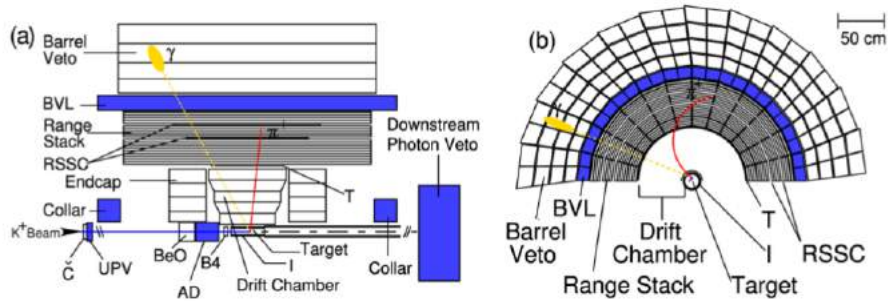 (a)
Barrel
Veto
γ
BVL
Range
Stack
RSSC
π
Downstream
Photon Veto
Endcap
T
Collar
K⁺Beam
Target
BeO
B4
I
Collar
Č
UPV
AD
Drift Chamber
(b)
50 cm
π⁺
Barrel
Veto
BVL
Drift
Chamber
T
I
RSSC
Range Stack
Target